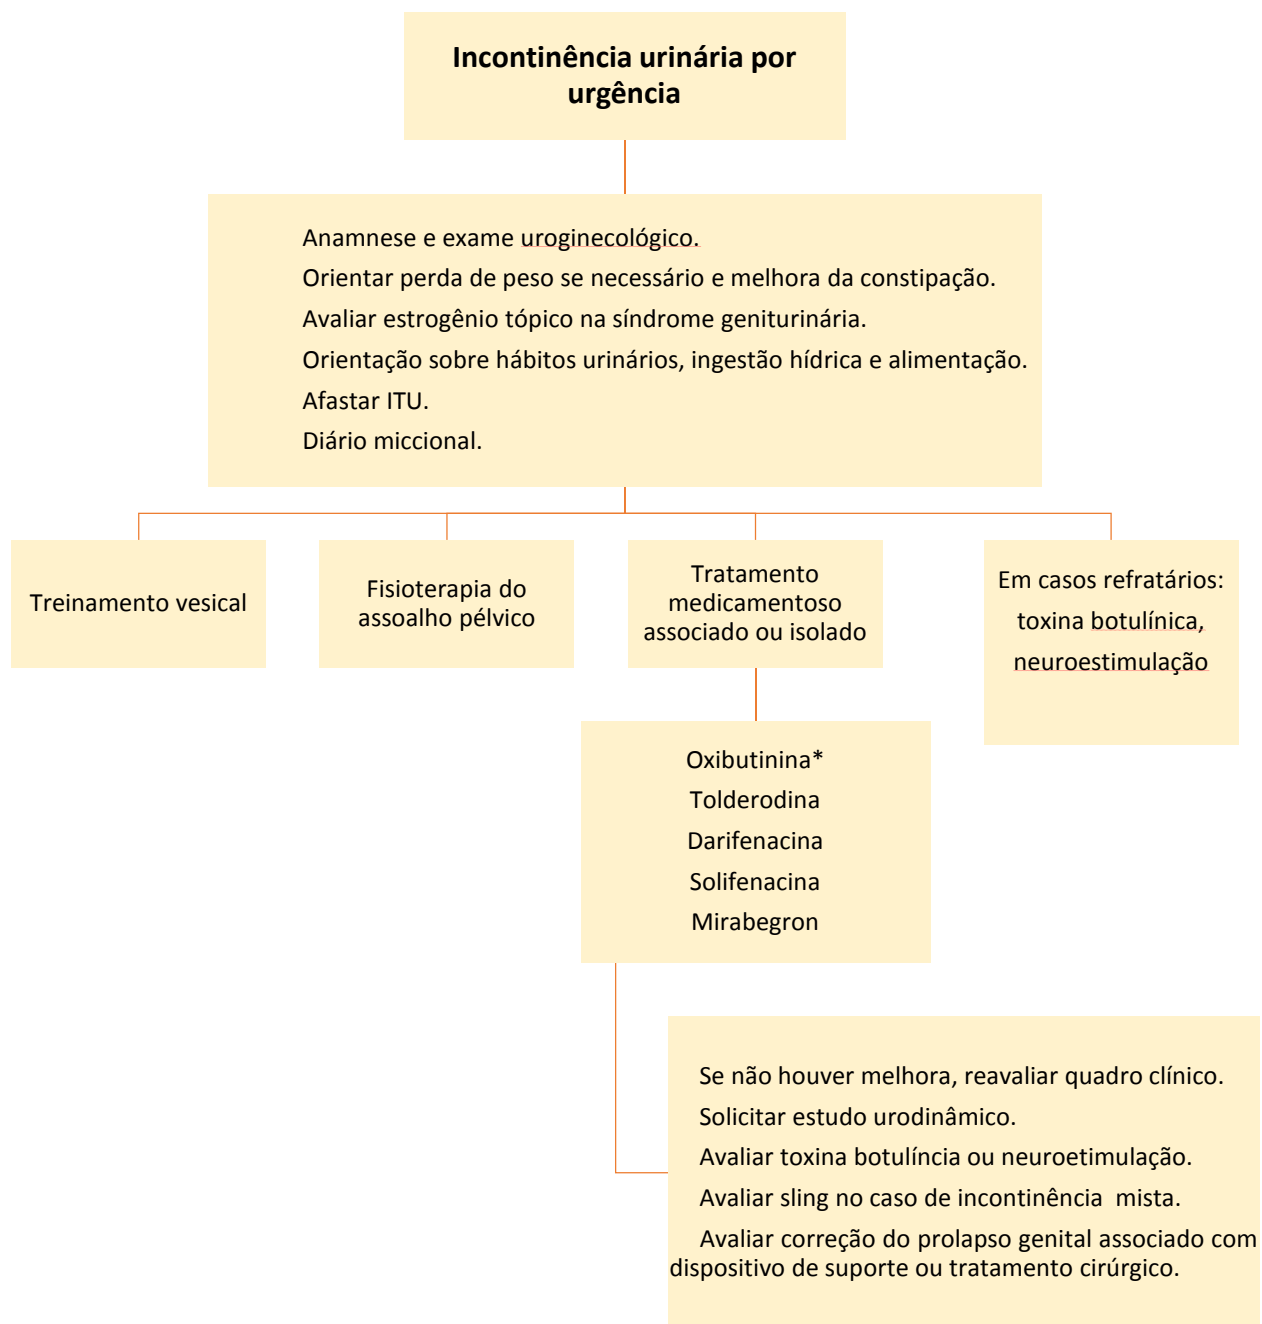 Incontinência urinária por
urgência
Anamnese e exame uroginecológico.
Orientar perda de peso se necessário e melhora da constipação.
Avaliar estrogênio tópico na síndrome geniturinária.
Orientação sobre hábitos urinários, ingestão hídrica e alimentação.
Afastar ITU.
Diário miccional.
Treinamento vesical
Fisioterapia do
assoalho pélvico
Tratamento
medicamentoso
associado ou isolado
Em casos refratários:
toxina botulínica,
neuroestimulação
Oxibutinina*
Tolderodina
Darifenacina
Solifenacina
Mirabegron
Se não houver melhora, reavaliar quadro clínico.
Solicitar estudo urodinâmico.
Avaliar toxina botulíncia ou neuroetimulação.
Avaliar sling no caso de incontinência  mista.
Avaliar correção do prolapso genital associado com
dispositivo de suporte ou tratamento cirúrgico.